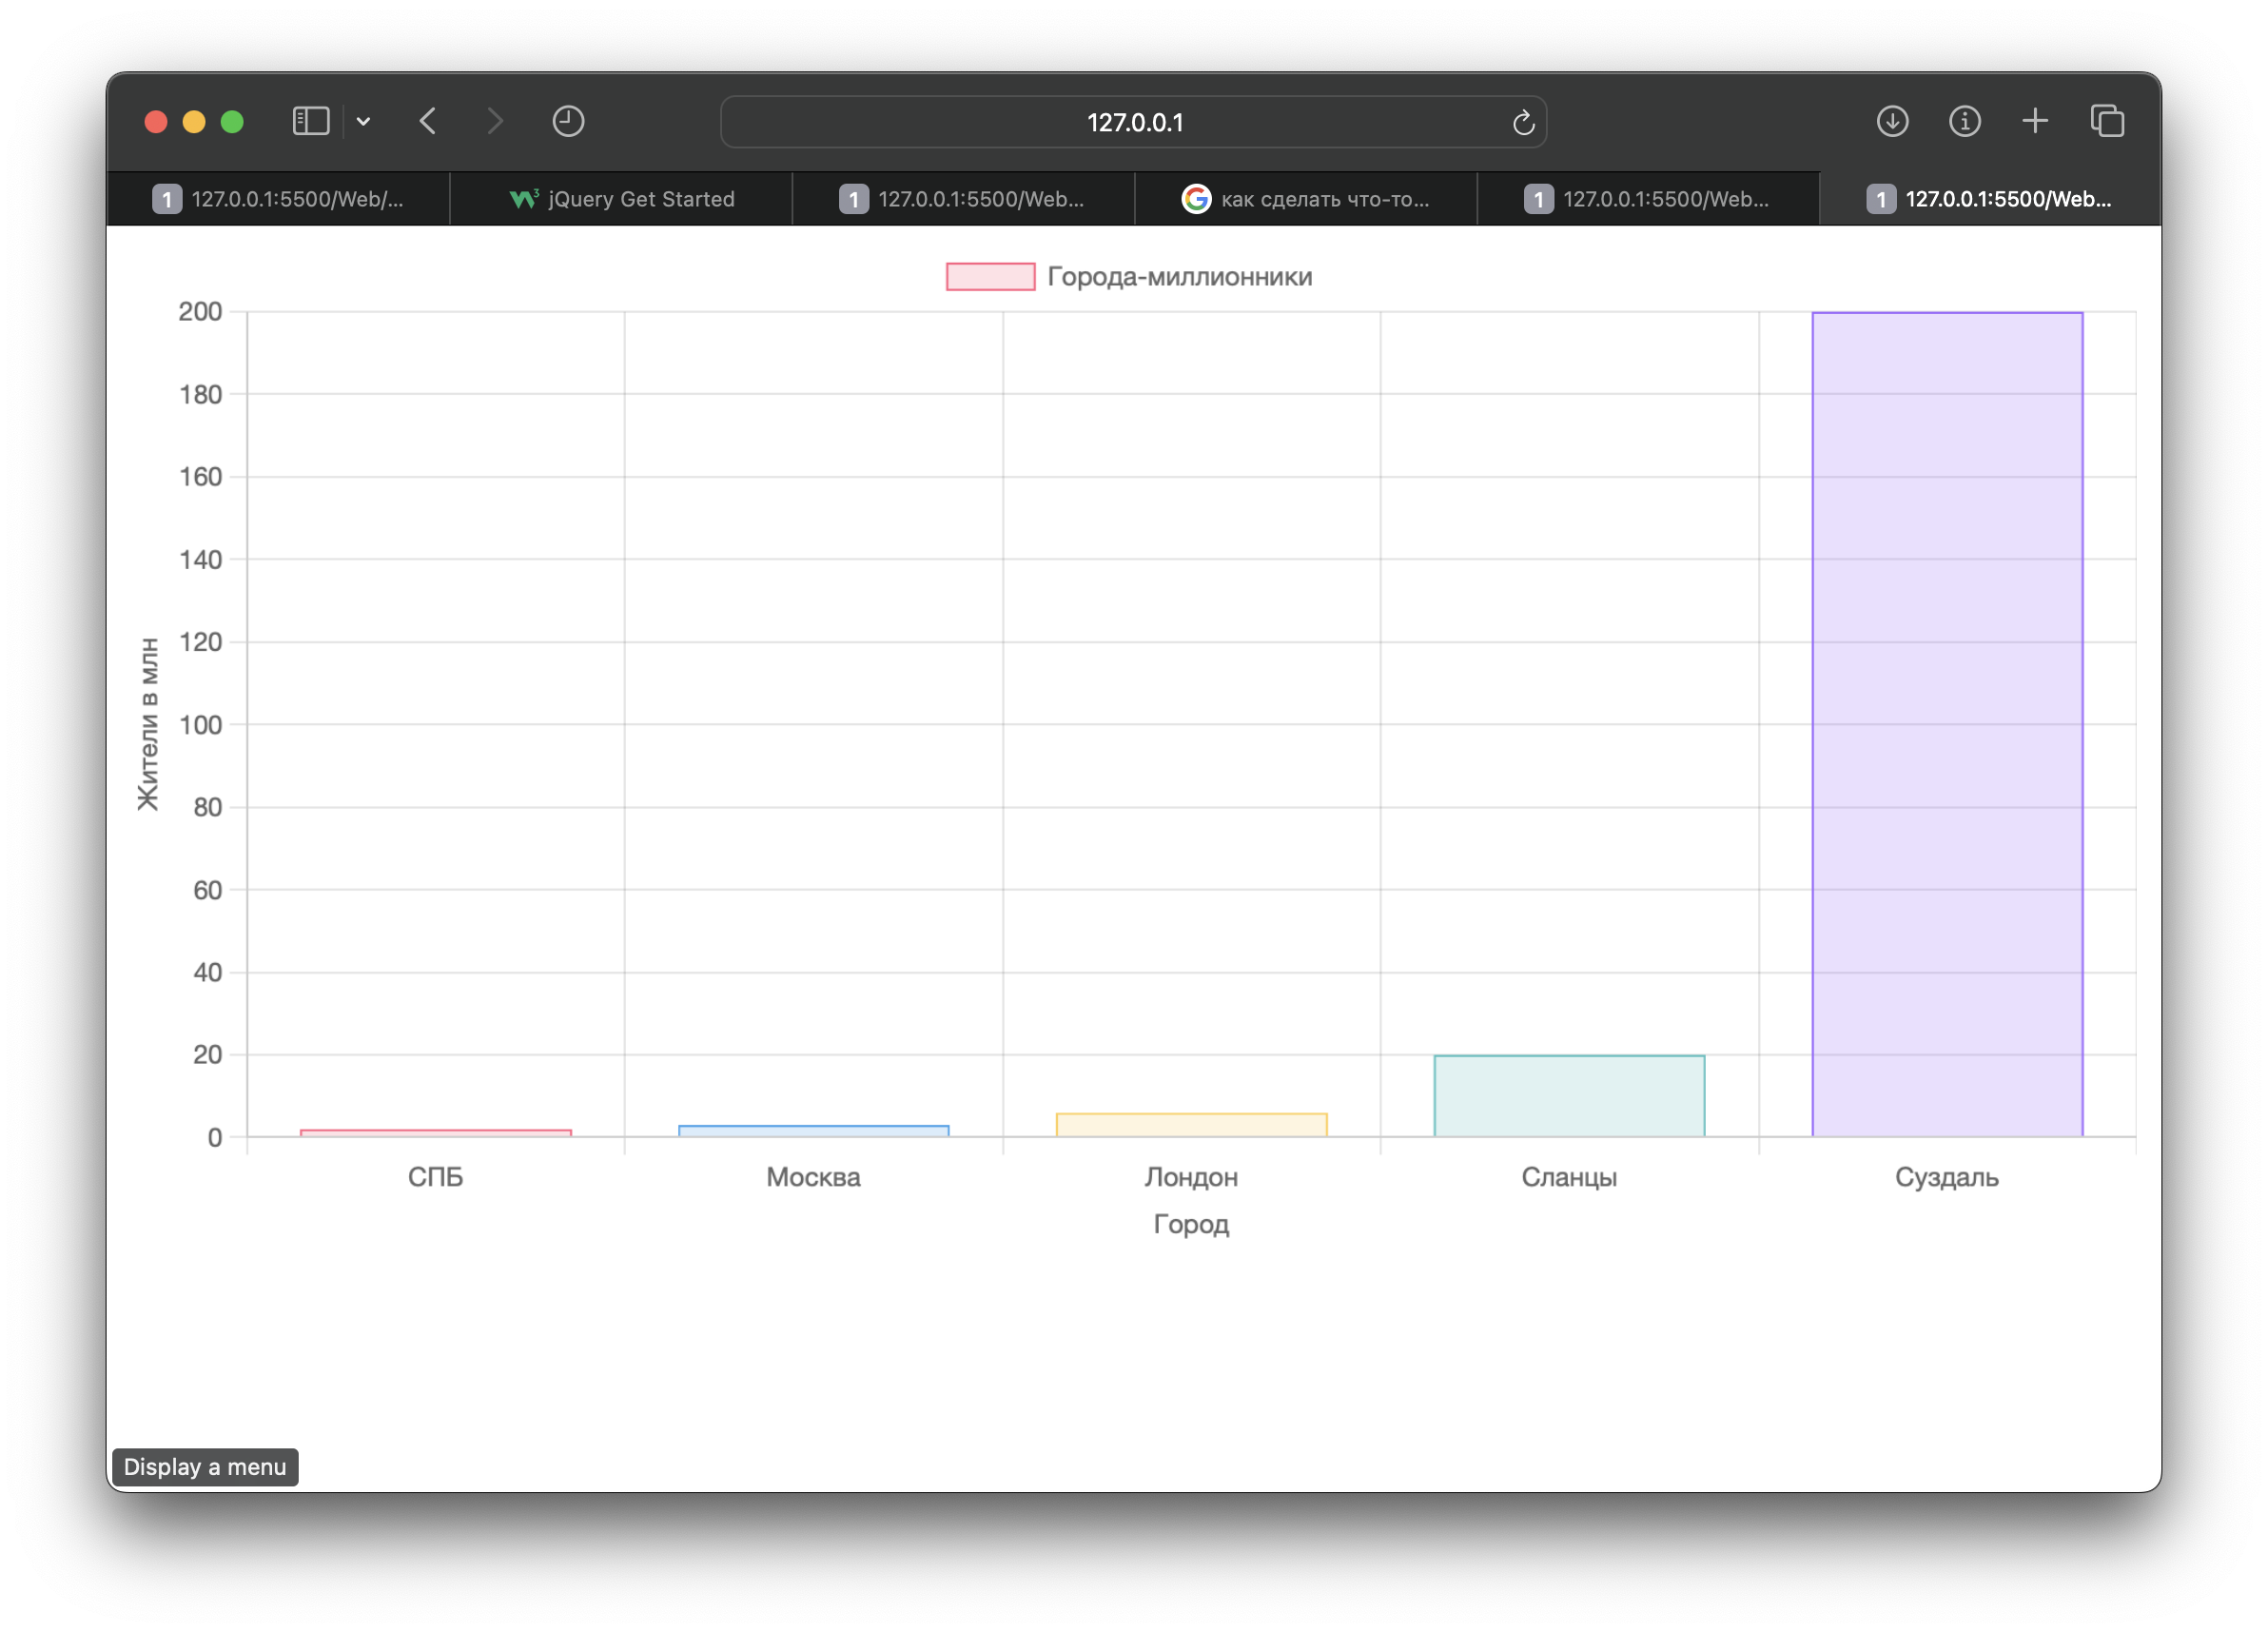 127.0.0.1
1 127.0.0.1:5500/Web/...
W3 jQuery Get Started
1 127.0.0.1:5500/Web...
G как сделать что-то...
1 127.0.0.1:5500/Web...
1 127.0.0.1:5500/Web...
Города-миллионники
200
180
160
140
120
100
80
60
40
20
0
Жители в млн
СПБ Москва Лондон Сланцы Суздаль
Город
Display a menu